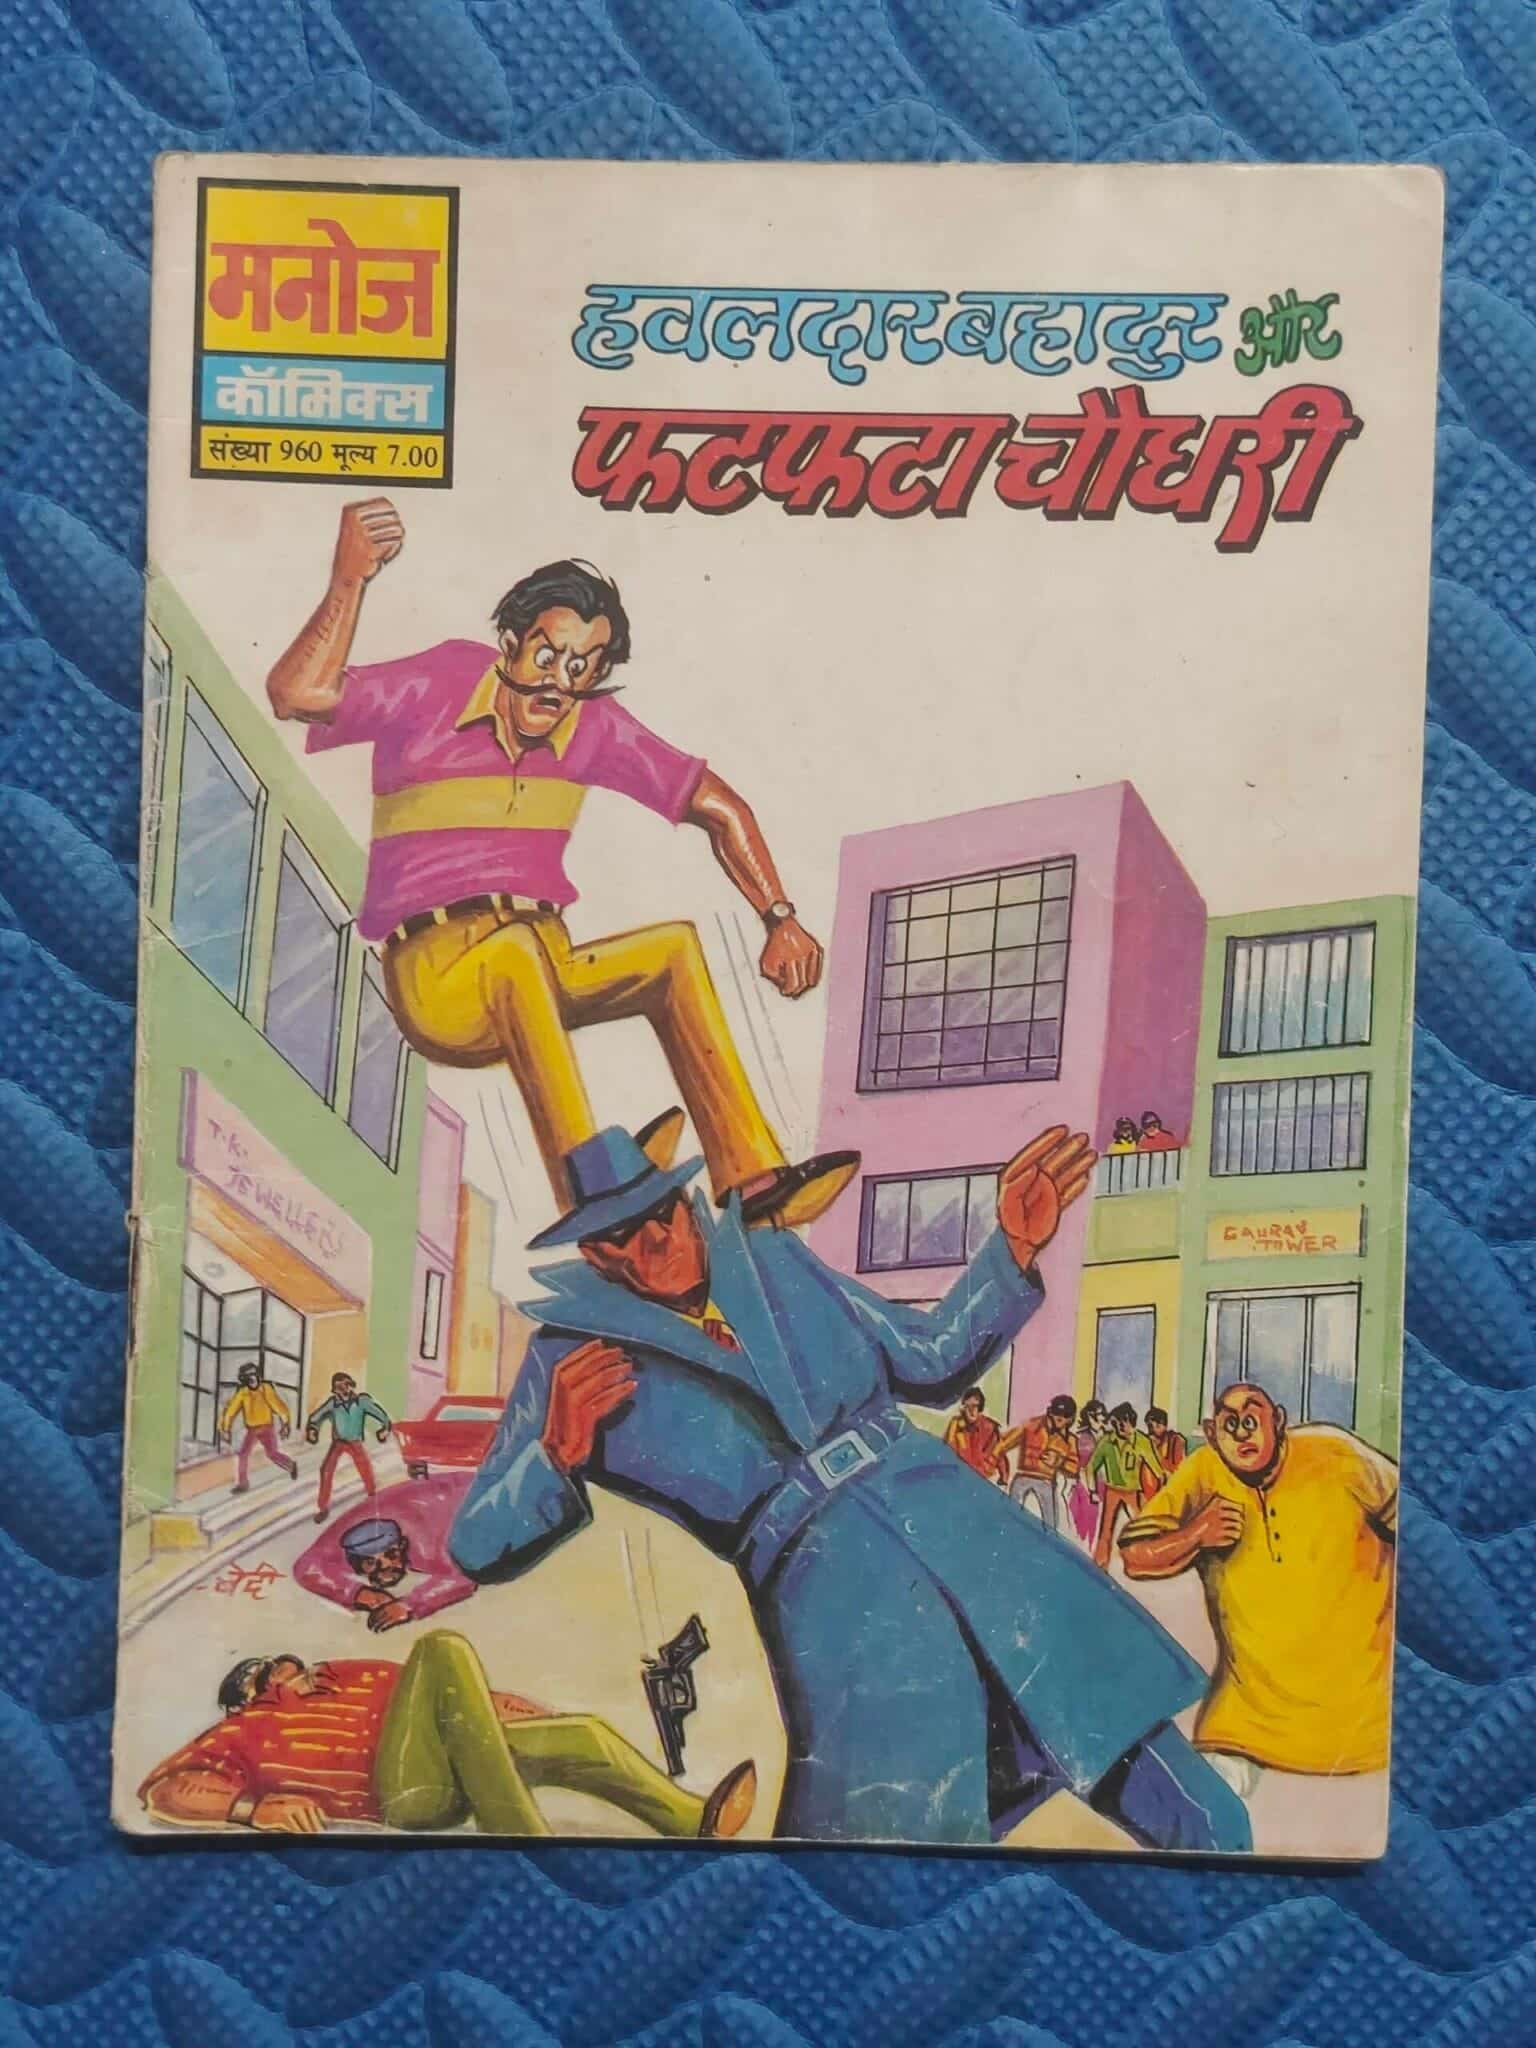 मनोज
कॉमिक्स
संख्या 960 मूल्य 7.00
हवलदार बहादुर और
फटफटा चौधरी
T.K.
JEWELLERS
GAURAV
TOWER
बेदी